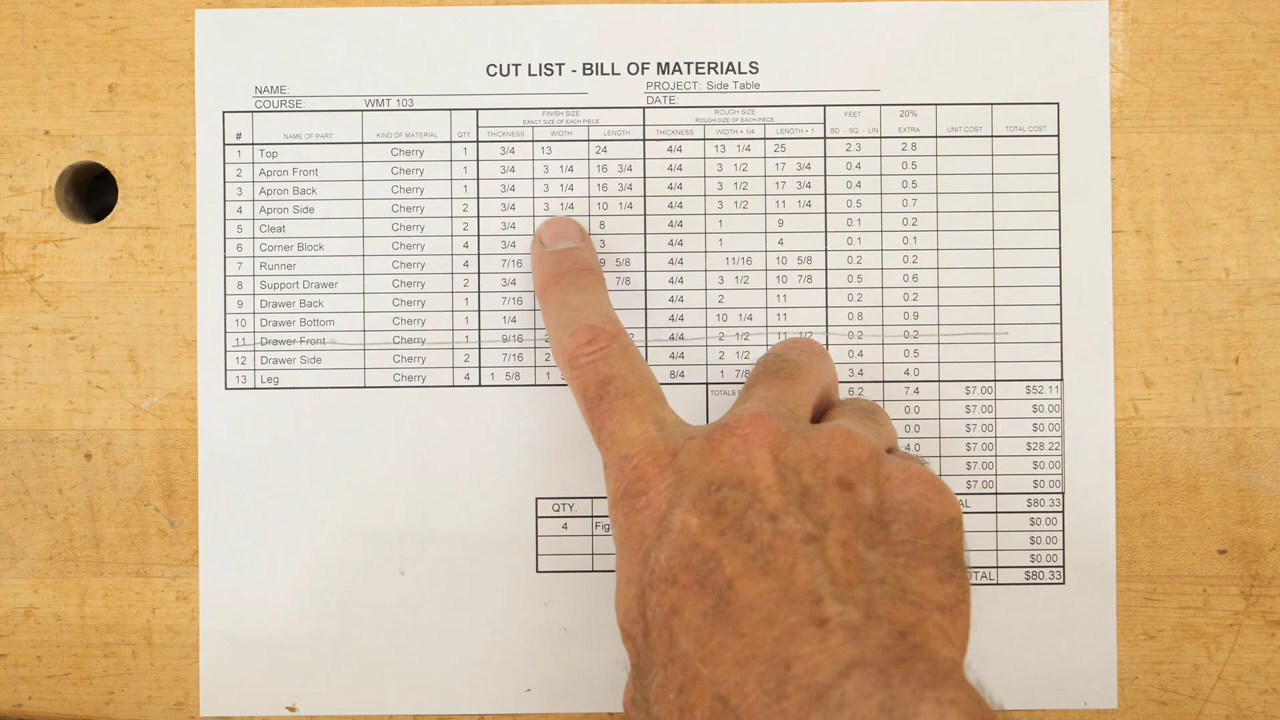 CUT LIST - BILL OF MATERIALS
NAME: PROJECT: Side Table
COURSE: WMT 103 DATE:
FINISH SIZE ROUGH SIZE FEET 20%
EXACT SIZE OF EACH PIECE ROUGH SIZE OF EACH PIECE
# NAME OF PART KIND OF MATERIAL QTY THICKNESS WIDTH LENGTH THICKNESS WIDTH + 1/4 LENGTH + 1 BD - SQ - LIN EXTRA UNIT COST TOTAL COST
1 Top Cherry 1 3/4 13 24 4/4 13 1/4 25 2.3 2.8
2 Apron Front Cherry 1 3/4 3 1/4 16 3/4 4/4 3 1/2 17 3/4 0.4 0.5
3 Apron Back Cherry 1 3/4 3 1/4 16 3/4 4/4 3 1/2 17 3/4 0.4 0.5
4 Apron Side Cherry 2 3/4 3 1/4 10 1/4 4/4 3 1/2 11 1/4 0.5 0.7
5 Cleat Cherry 2 3/4 8 4/4 1 9 0.1 0.2
6 Corner Block Cherry 4 3/4 3 4/4 1 4 0.1 0.1
7 Runner Cherry 4 7/16 9 5/8 4/4 11/16 10 5/8 0.2 0.2
8 Support Drawer Cherry 2 3/4 7/8 4/4 3 1/2 10 7/8 0.5 0.6
9 Drawer Back Cherry 1 7/16 4/4 2 11 0.2 0.2
10 Drawer Bottom Cherry 1 1/4 4/4 10 1/4 11 0.8 0.9
11 Drawer Front Cherry 1 9/16 2 4/4 2 1/2 11 1/2 0.2 0.2
12 Drawer Side Cherry 2 7/16 2 4/4 2 1/2 0.4 0.5
13 Leg Cherry 4 1 5/8 1 8/4 1 7/8 3.4 4.0
TOTALS 6.2 7.4 $7.00 $52.11
0.0 $7.00 $0.00
0.0 $7.00 $0.00
4.0 $7.00 $28.22
$7.00 $0.00
$7.00 $0.00
QTY. $80.33
4 $0.00
$0.00
$0.00
$80.33